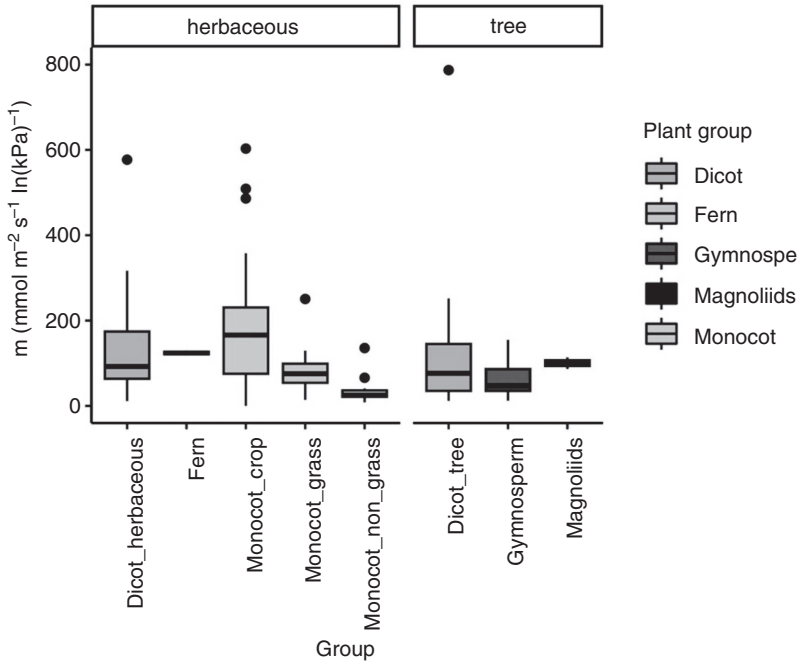 herbaceous
tree
800
600
400
200
0
m (mmol m⁻² s⁻¹ ln(kPa)⁻¹)
Dicot_herbaceous
Fern
Monocot_crop
Monocot_grass
Monocot_non_grass
Dicot_tree
Gymnosperm
Magnoliids
Group
Plant group
Dicot
Fern
Gymnospe
Magnoliids
Monocot